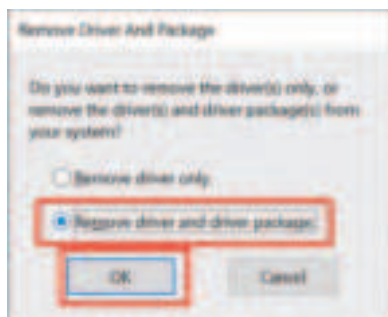 Remove Driver And Package
Do you want to remove the driver(s) only, or
remove the driver(s) and driver package(s) from
your system?
Remove driver only.
Remove driver and driver package.
OK
Cancel